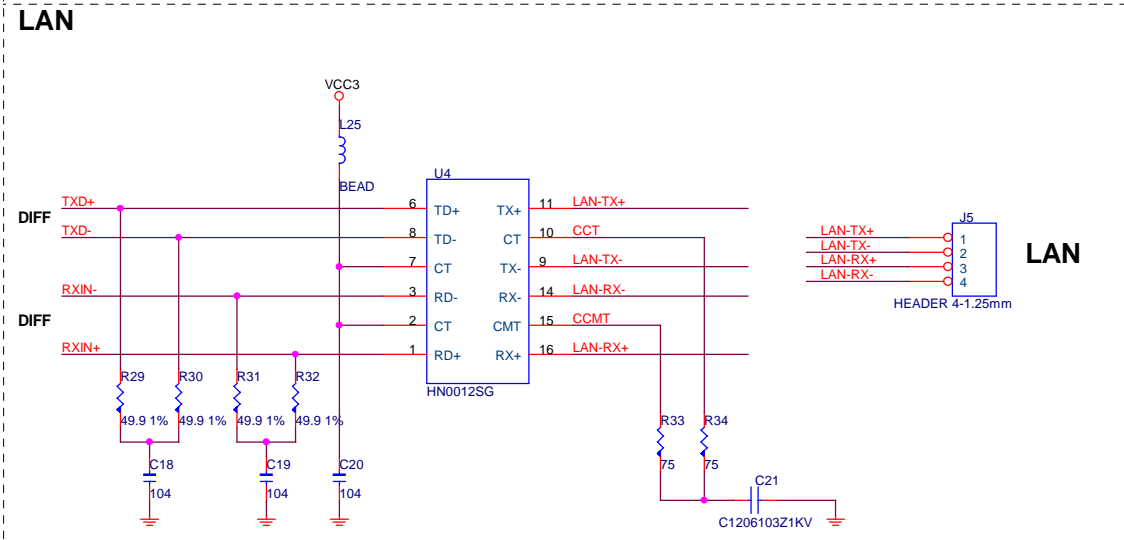 LAN
VCC3
L25
BEAD
U4
DIFF
TXD+
6
TD+
TX+
11
LAN-TX+
TXD-
8
TD-
CT
10
CCT
7
CT
TX-
9
LAN-TX-
RXIN-
3
RD-
RX-
14
LAN-RX-
DIFF
2
CT
CMT
15
CCMT
RXIN+
1
RD+
RX+
16
LAN-RX+
HN0012SG
J5
LAN-TX+
1
LAN-TX-
2
LAN-RX+
3
LAN-RX-
4
LAN
HEADER 4-1.25mm
R29
R30
R31
R32
49.9 1%
49.9 1%
49.9 1%
49.9 1%
R33
R34
75
75
C18
C19
C20
104
104
104
C21
C1206103Z1KV